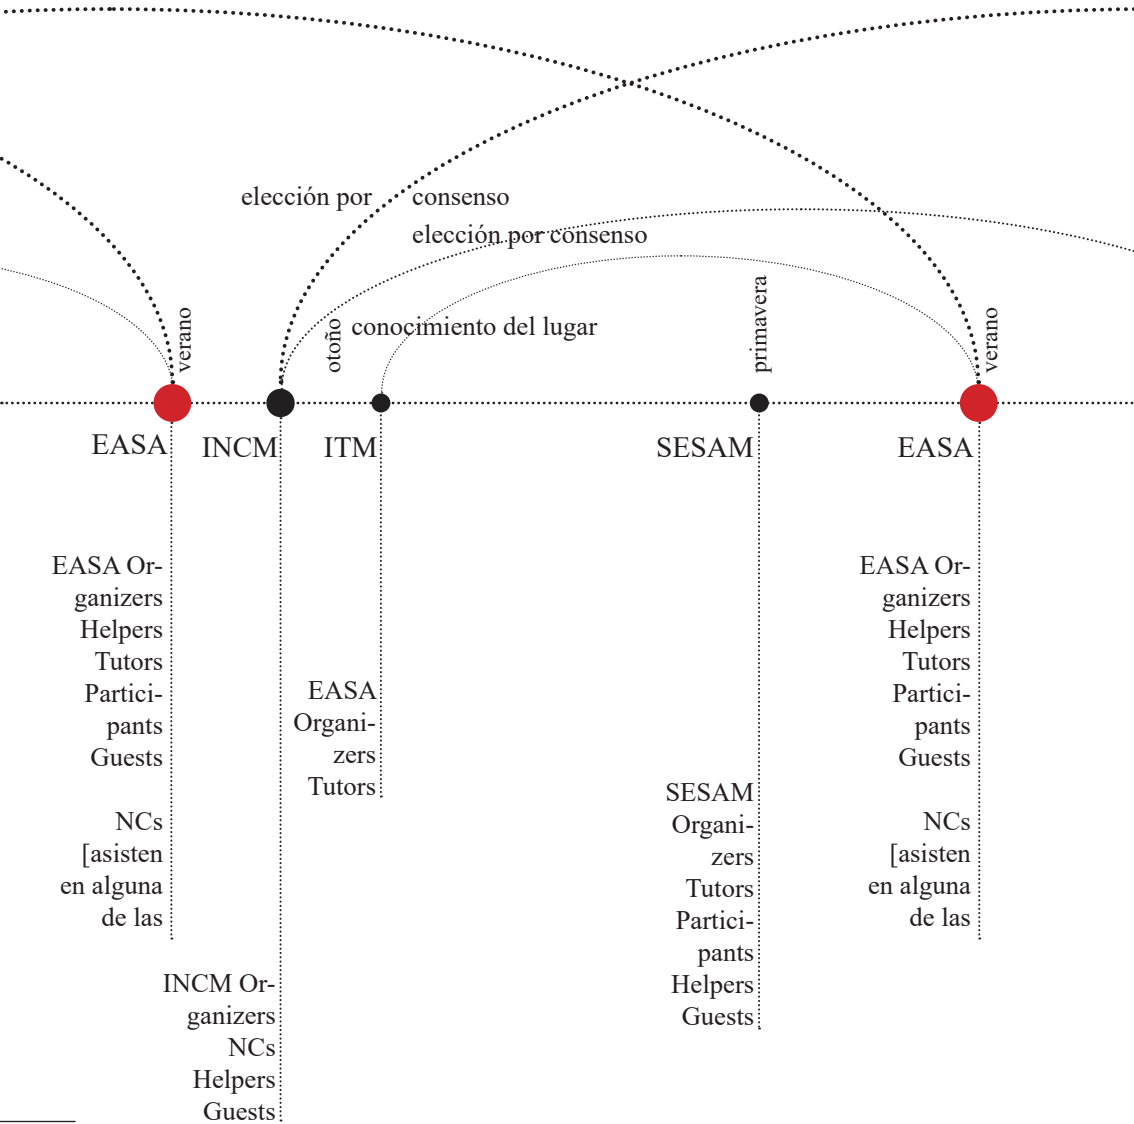 elección por consenso
elección por consenso
conocimiento del lugar
verano
otoño
primavera
verano
EASA
INCM
ITM
SESAM
EASA
EASA Or-
ganizers
Helpers
Tutors
Partici-
pants
Guests
NCs
[asisten
en alguna
de las
INCM Or-
ganizers
NCs
Helpers
Guests
EASA
Organi-
zers
Tutors
SESAM
Organi-
zers
Tutors
Partici-
pants
Helpers
Guests
EASA Or-
ganizers
Helpers
Tutors
Partici-
pants
Guests
NCs
[asisten
en alguna
de las